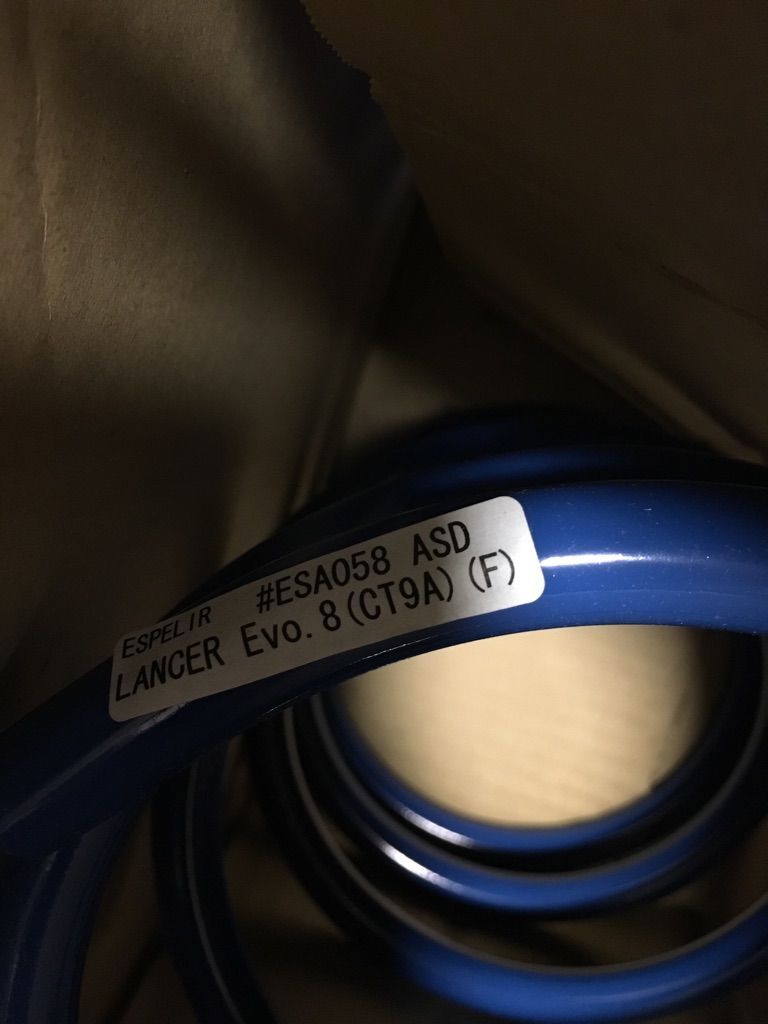 ESPELIR #ESA058 ASD
LANCER Evo.8(CT9A)(F)